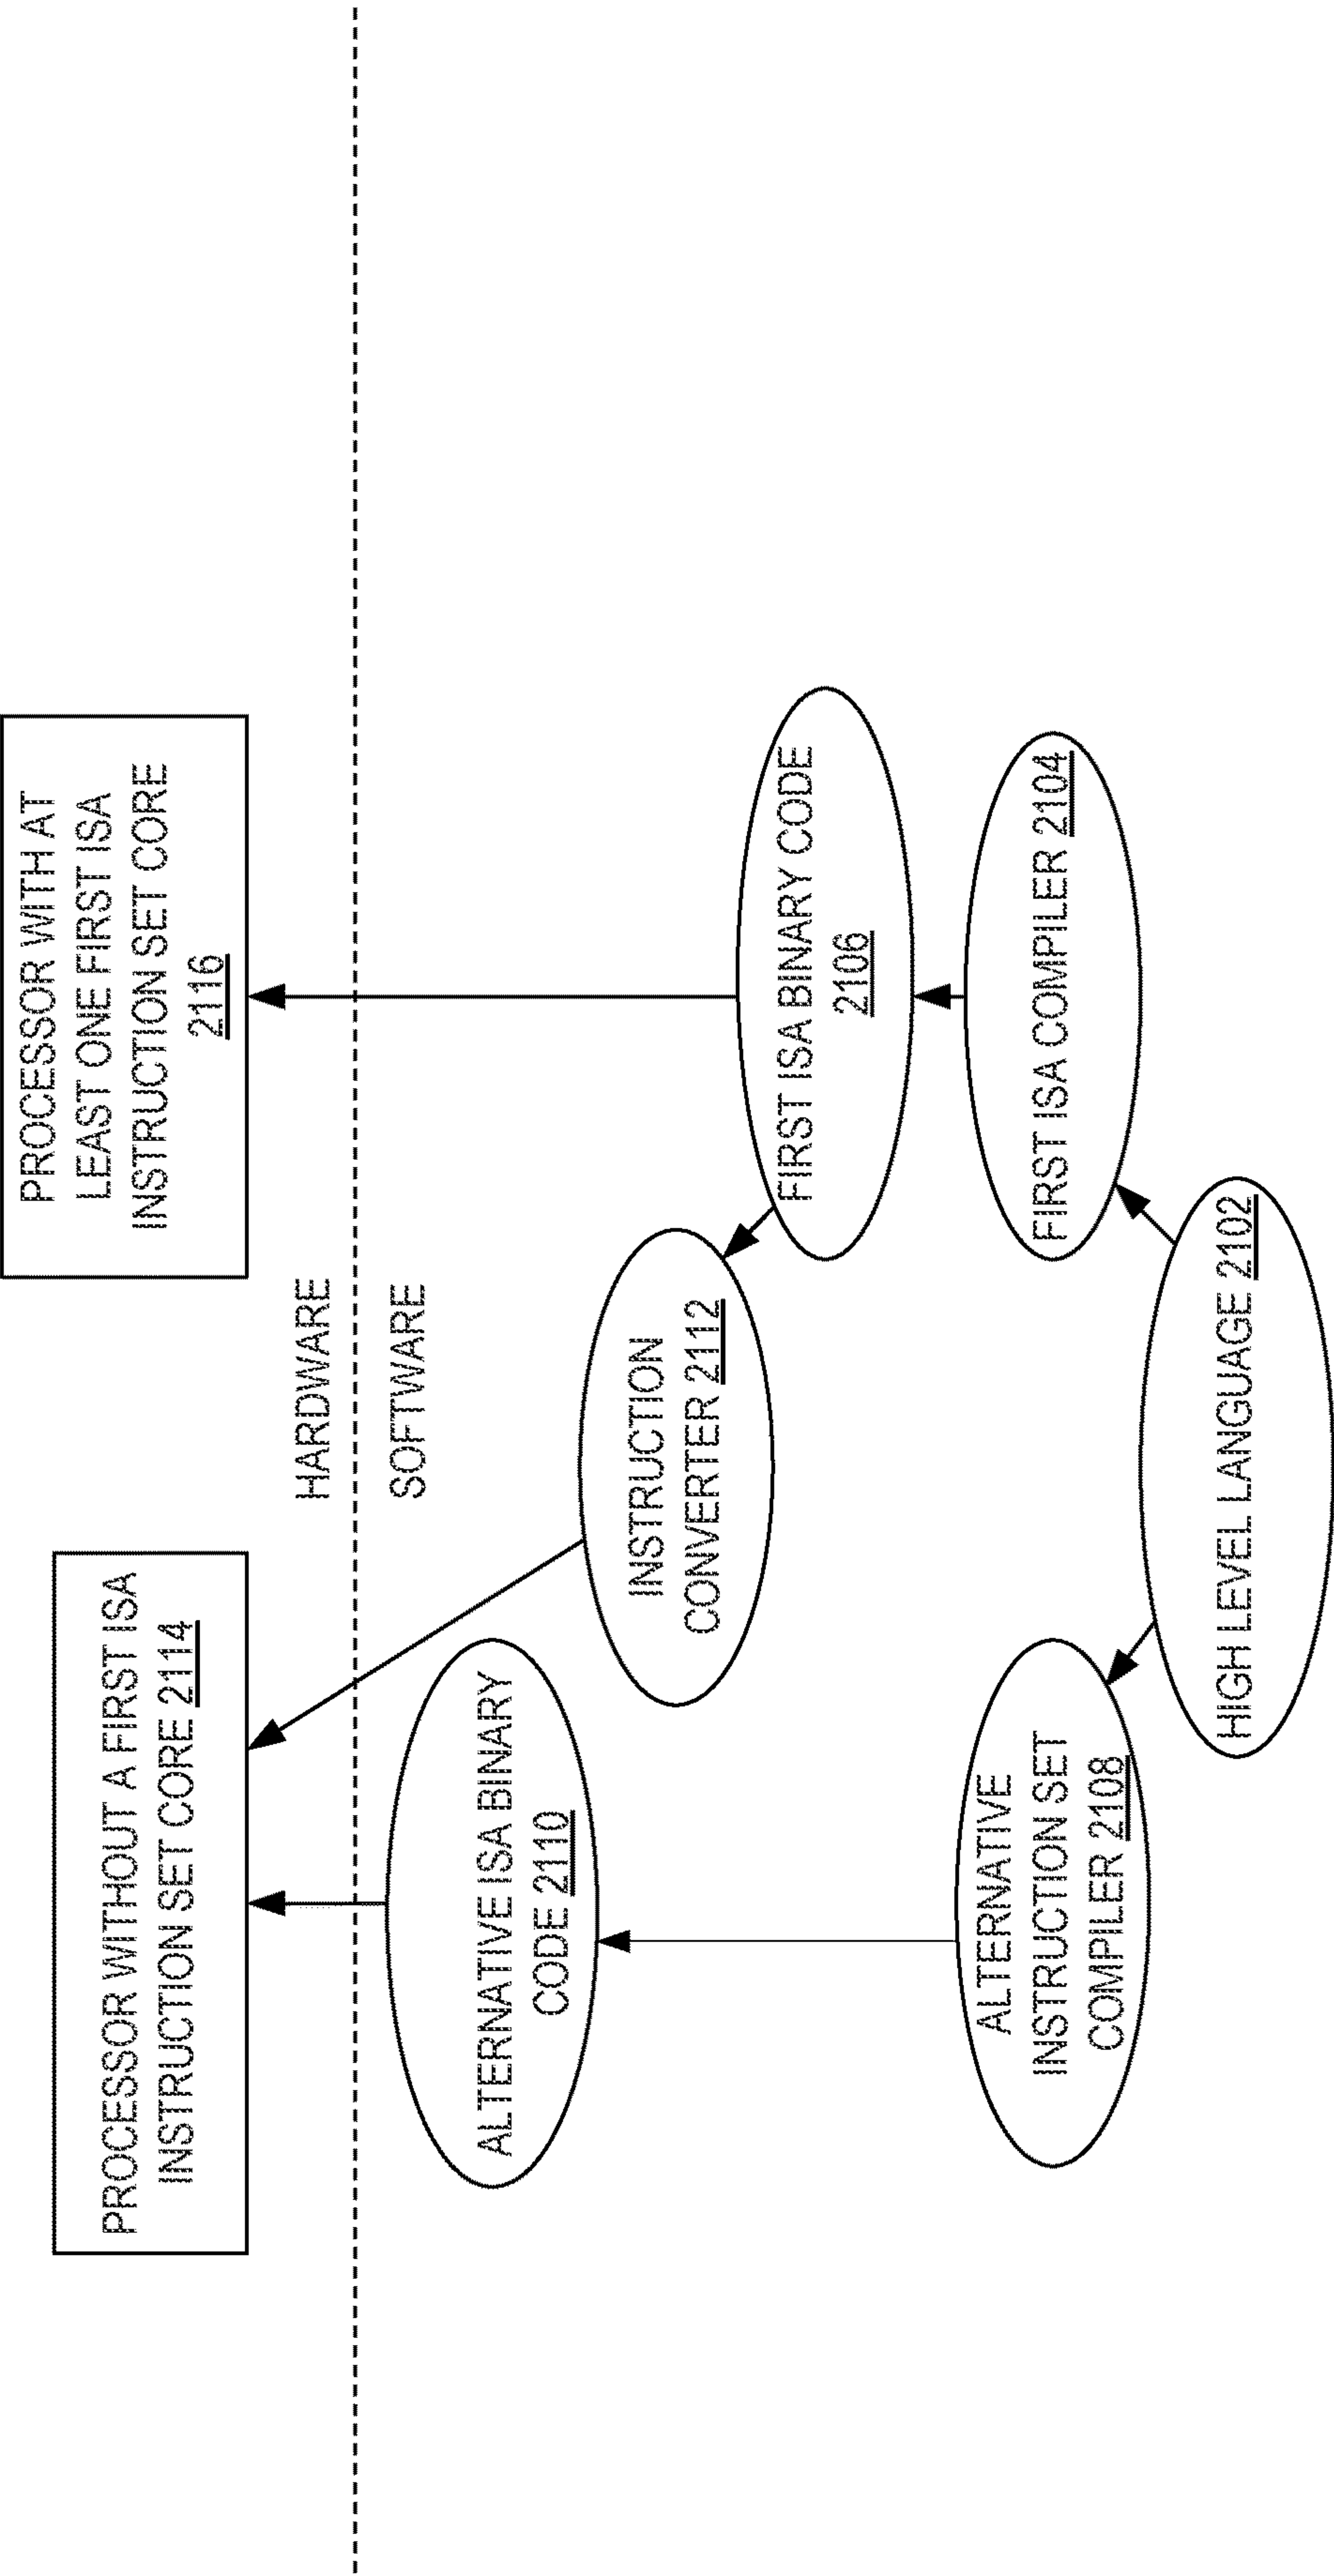 PROCESSOR WITHOUT A FIRST ISA
INSTRUCTION SET CORE 2114
PROCESSOR WITH AT
LEAST ONE FIRST ISA
INSTRUCTION SET CORE
2116
HARDWARE
SOFTWARE
ALTERNATIVE ISA BINARY
CODE 2110
INSTRUCTION
CONVERTER 2112
FIRST ISA BINARY CODE
2106
ALTERNATIVE
INSTRUCTION SET
COMPILER 2108
FIRST ISA COMPILER 2104
HIGH LEVEL LANGUAGE 2102